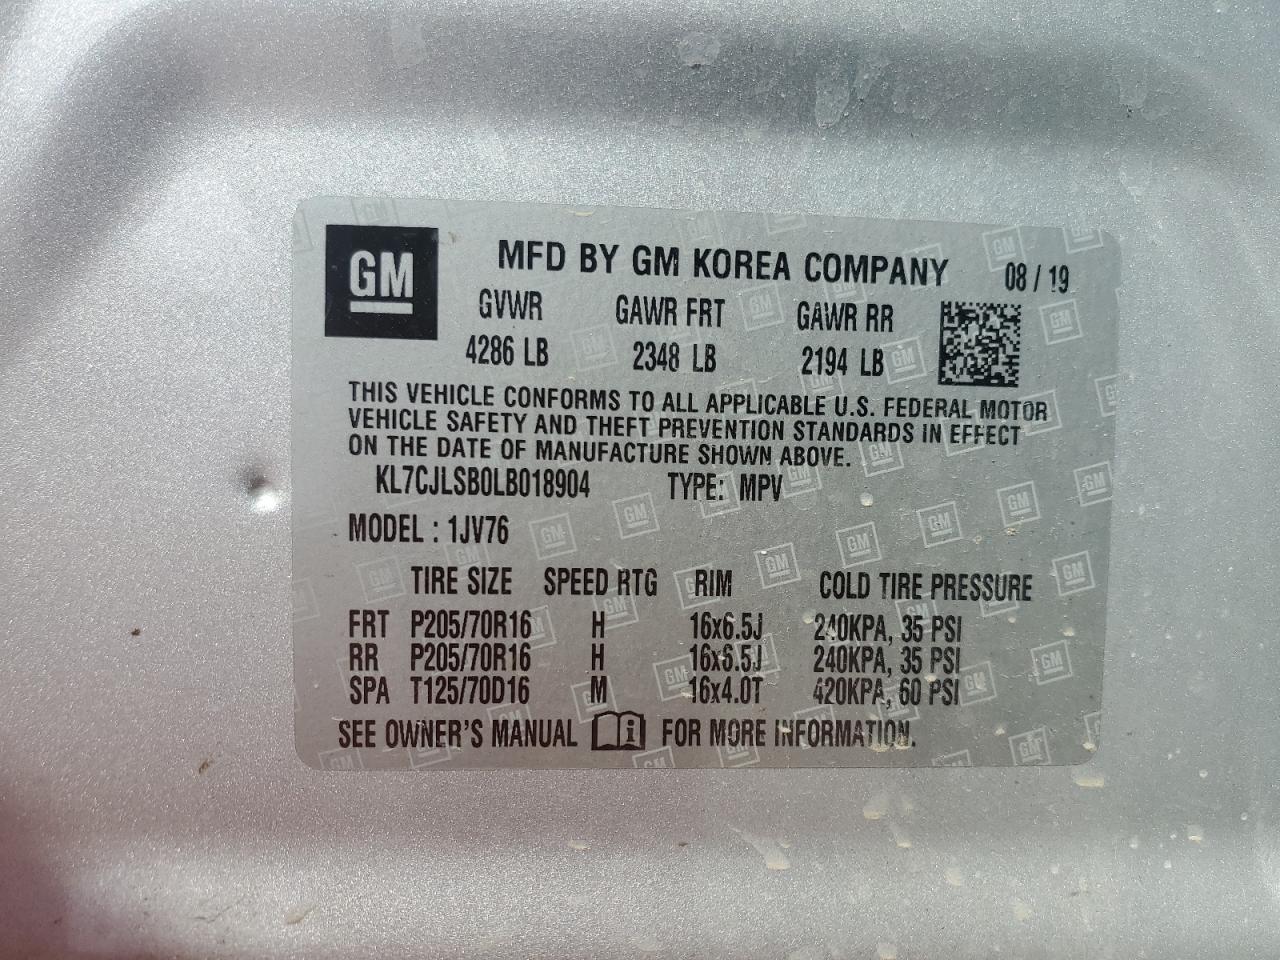 GM
MFD BY GM KOREA COMPANY 08 / 19
GVWR GAWR FRT GAWR RR
4286 LB 2348 LB 2194 LB
THIS VEHICLE CONFORMS TO ALL APPLICABLE U.S. FEDERAL MOTOR
VEHICLE SAFETY AND THEFT PREVENTION STANDARDS IN EFFECT
ON THE DATE OF MANUFACTURE SHOWN ABOVE.
KL7CJLSB0LB018904 TYPE: MPV
MODEL : 1JV76
TIRE SIZE SPEED RTG RIM COLD TIRE PRESSURE
FRT P205/70R16 H 16x6.5J 240KPA, 35 PSI
RR P205/70R16 H 16x6.5J 240KPA, 35 PSI
SPA T125/70D16 M 16x4.0T 420KPA, 60 PSI
SEE OWNER'S MANUAL FOR MORE INFORMATION.